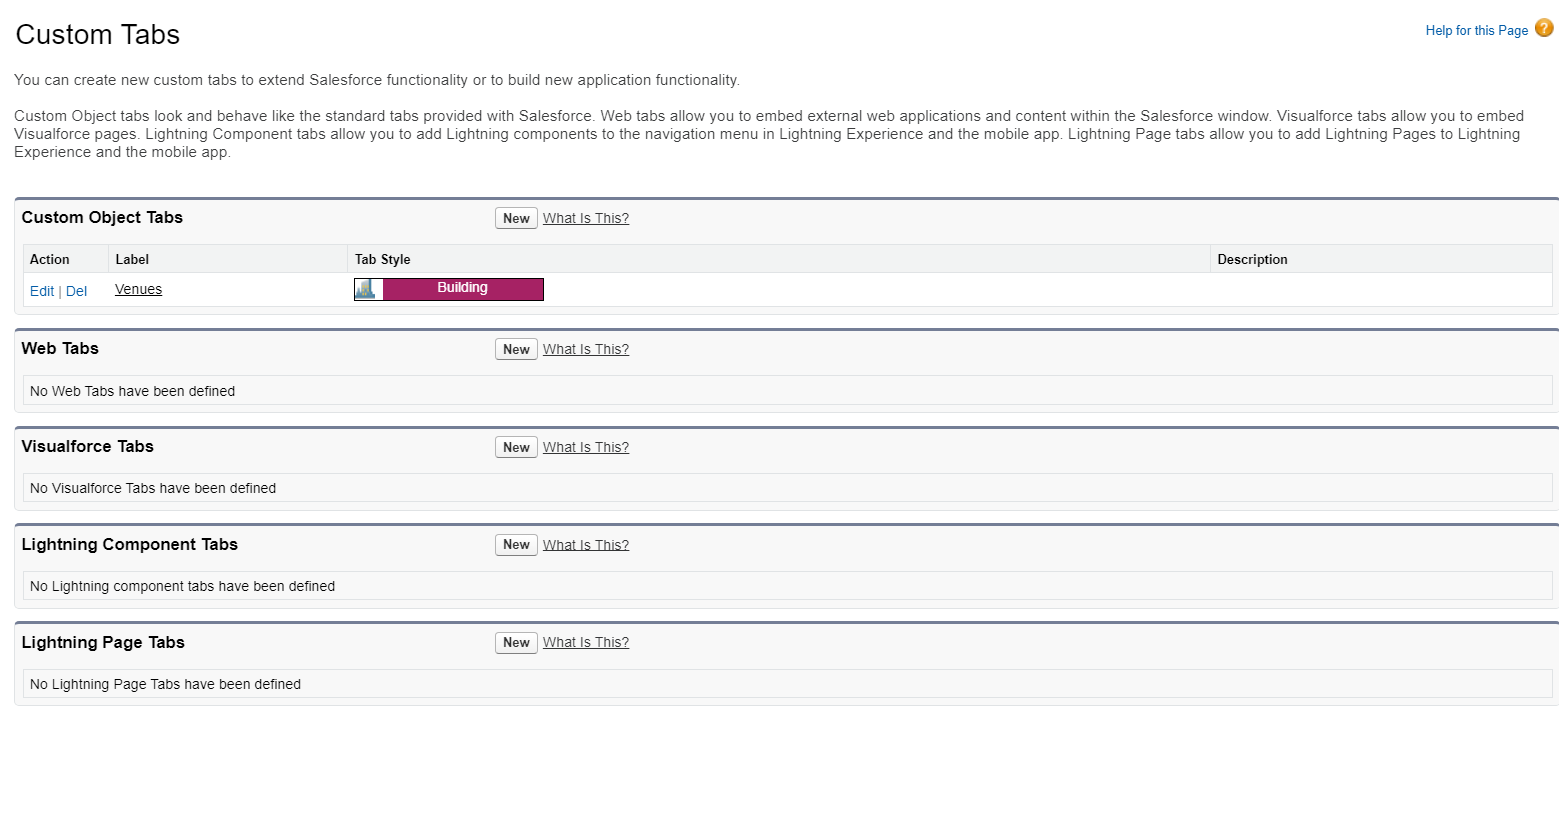 Custom Tabs
Help for this Page ?
You can create new custom tabs to extend Salesforce functionality or to build new application functionality.
Custom Object tabs look and behave like the standard tabs provided with Salesforce. Web tabs allow you to embed external web applications and content within the Salesforce window. Visualforce tabs allow you to embed
Visualforce pages. Lightning Component tabs allow you to add Lightning components to the navigation menu in Lightning Experience and the mobile app. Lightning Page tabs allow you to add Lightning Pages to Lightning
Experience and the mobile app.
Custom Object Tabs New What Is This?
Action Label Tab Style Description
Edit | Del Venues Building
Web Tabs New What Is This?
No Web Tabs have been defined
Visualforce Tabs New What Is This?
No Visualforce Tabs have been defined
Lightning Component Tabs New What Is This?
No Lightning component tabs have been defined
Lightning Page Tabs New What Is This?
No Lightning Page Tabs have been defined